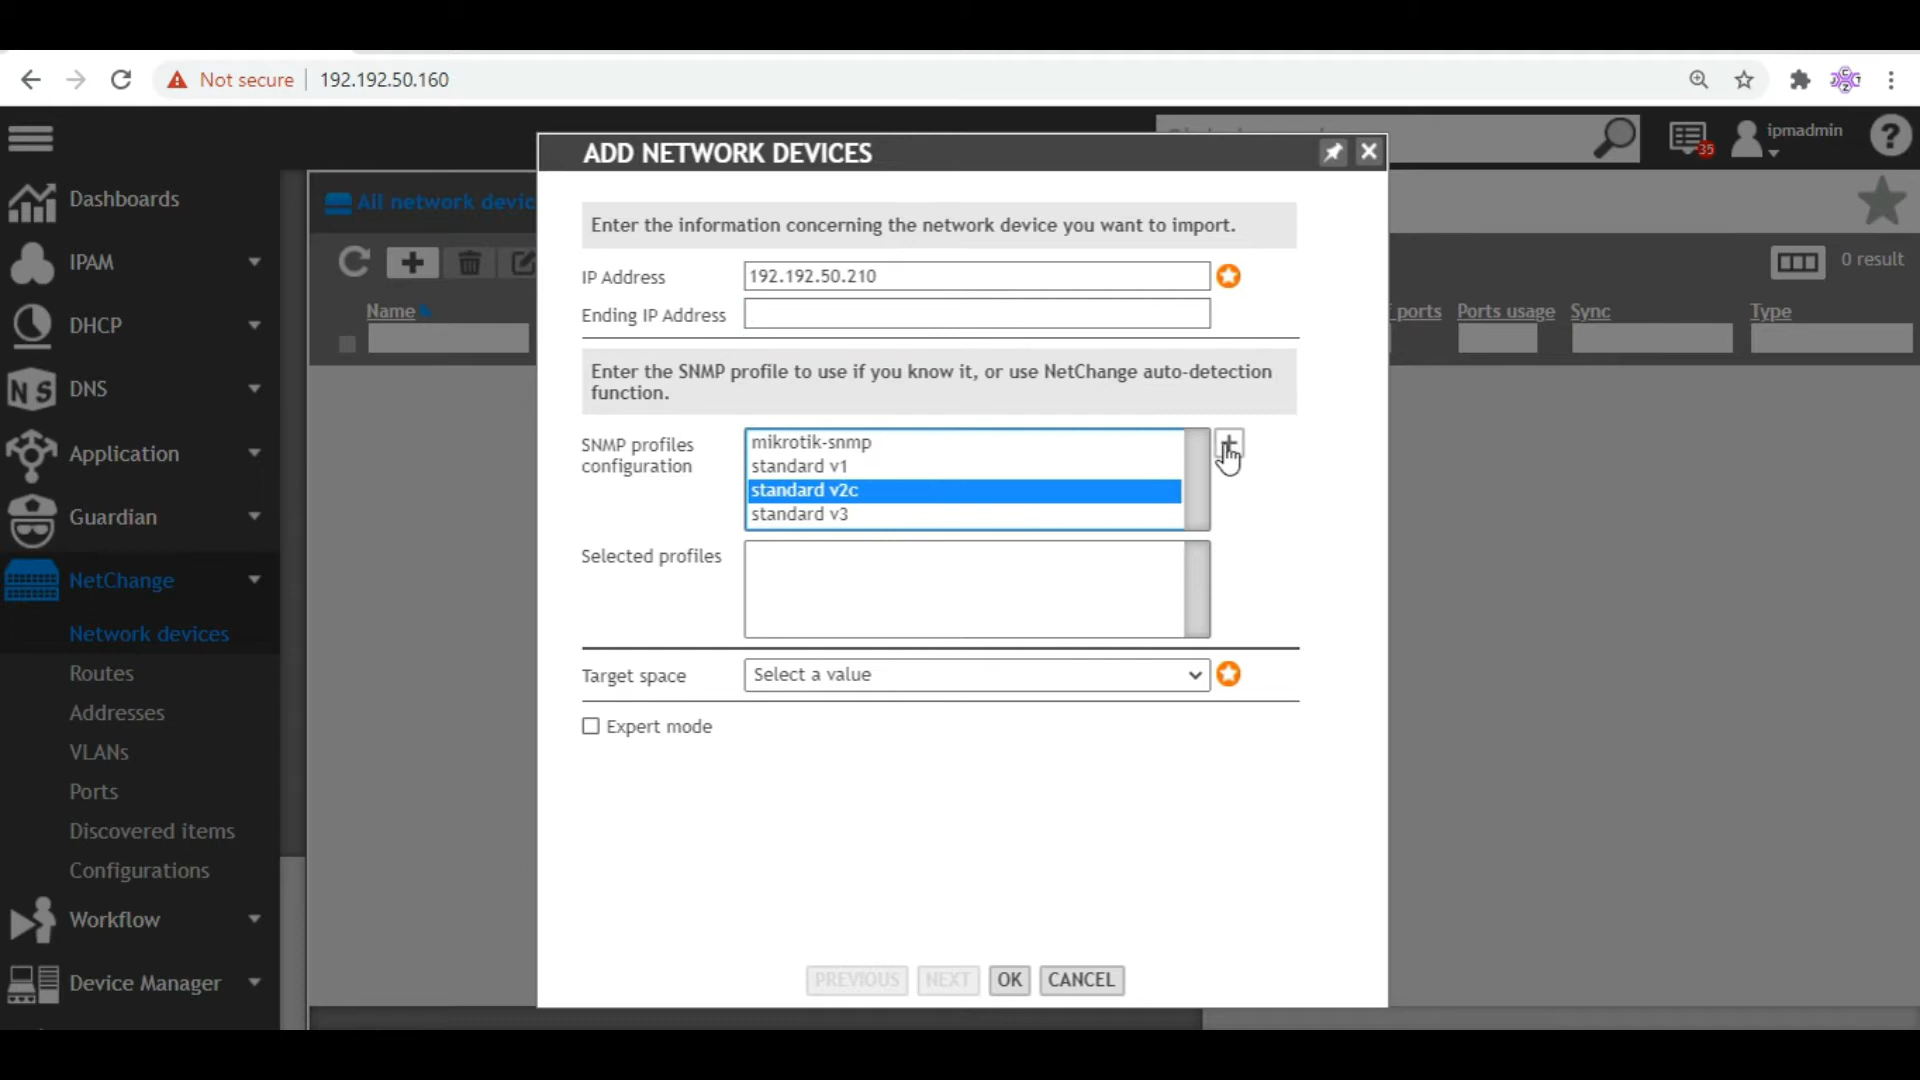 Not secure
192.192.50.160
35
ipmadmin
?
ADD NETWORK DEVICES
Dashboards
IPAM
DHCP
NS
DNS
Application
Guardian
NetChange
Network devices
Routes
Addresses
VLANs
Ports
Discovered items
Configurations
Workflow
Device Manager
All network devic
0 result
Name
ports
Ports usage
Sync
Type
Enter the information concerning the network device you want to import.
IP Address
192.192.50.210
Ending IP Address
Enter the SNMP profile to use if you know it, or use NetChange auto-detection
function.
SNMP profiles
configuration
mikrotik-snmp
standard v1
standard v2c
standard v3
Selected profiles
Target space
Select a value
Expert mode
PREVIOUS
NEXT
OK
CANCEL